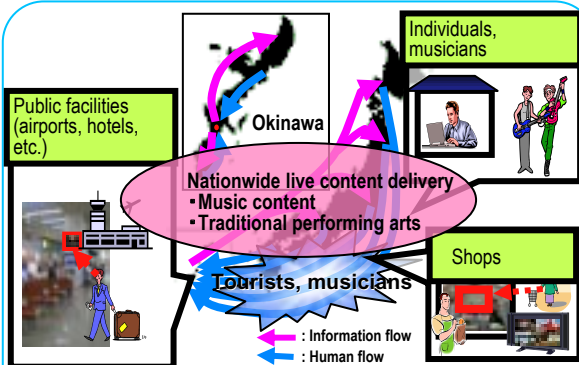 Individuals,
musicians
Public facilities
(airports, hotels,
etc.)
Okinawa
Nationwide live content delivery
▪Music content
▪Traditional performing arts
Shops
Tourists, musicians
: Information flow
: Human flow